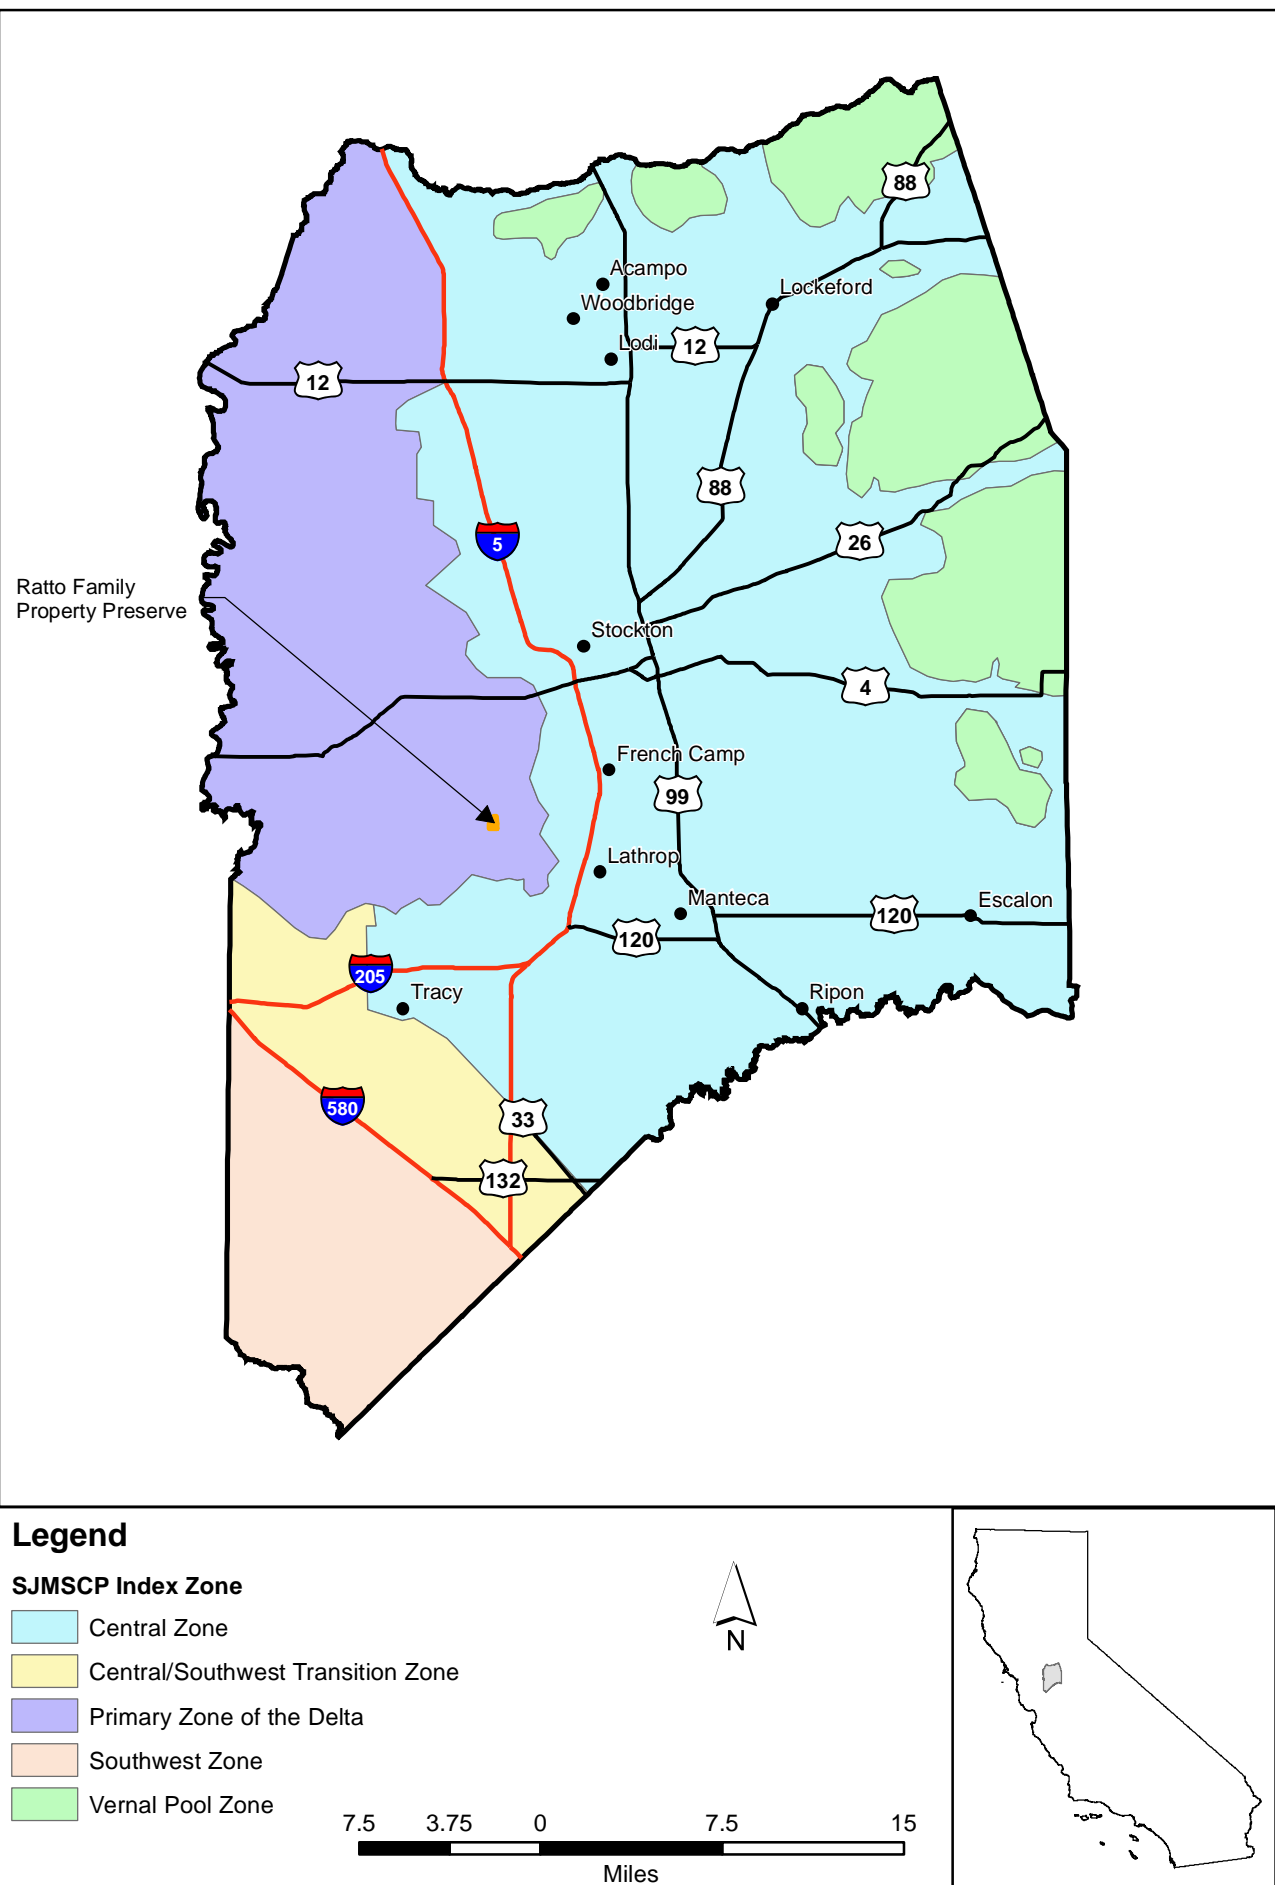 88
Acampo
Lockeford
Woodbridge
Lodi
12
12
88
5
26
Ratto Family
Property Preserve
Stockton
4
French Camp
99
Lathrop
Manteca
Escalon
120
120
205
Tracy
Ripon
580
33
132
Legend
SJMSCP Index Zone
Central Zone
Central/Southwest Transition Zone
Primary Zone of the Delta
Southwest Zone
Vernal Pool Zone
N
7.5 3.75 0 7.5 15
Miles